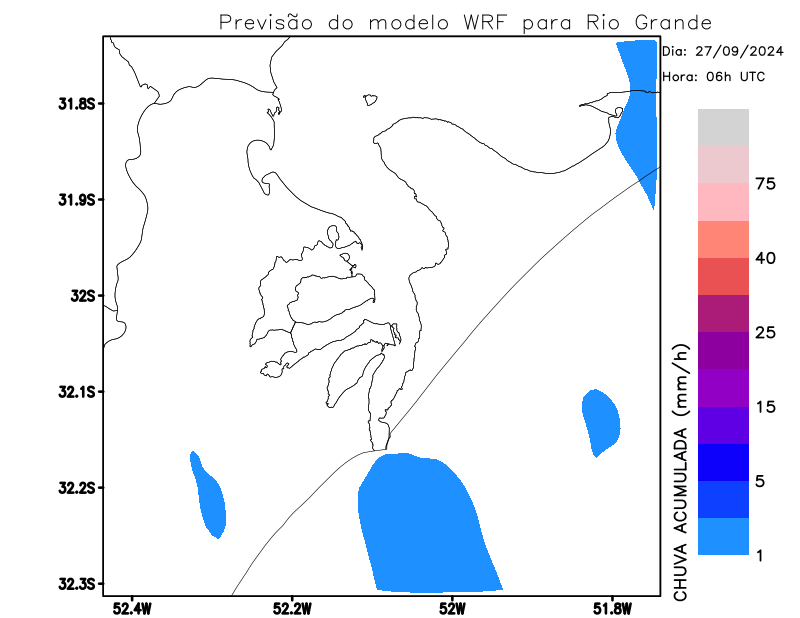 Previsão do modelo WRF para Rio Grande
Dia: 27/09/2024
Hora: 06h UTC
31.8S
31.9S
32S
32.1S
32.2S
32.3S
52.4W
52.2W
52W
51.8W
75
40
25
15
5
1
CHUVA ACUMULADA (mm/h)